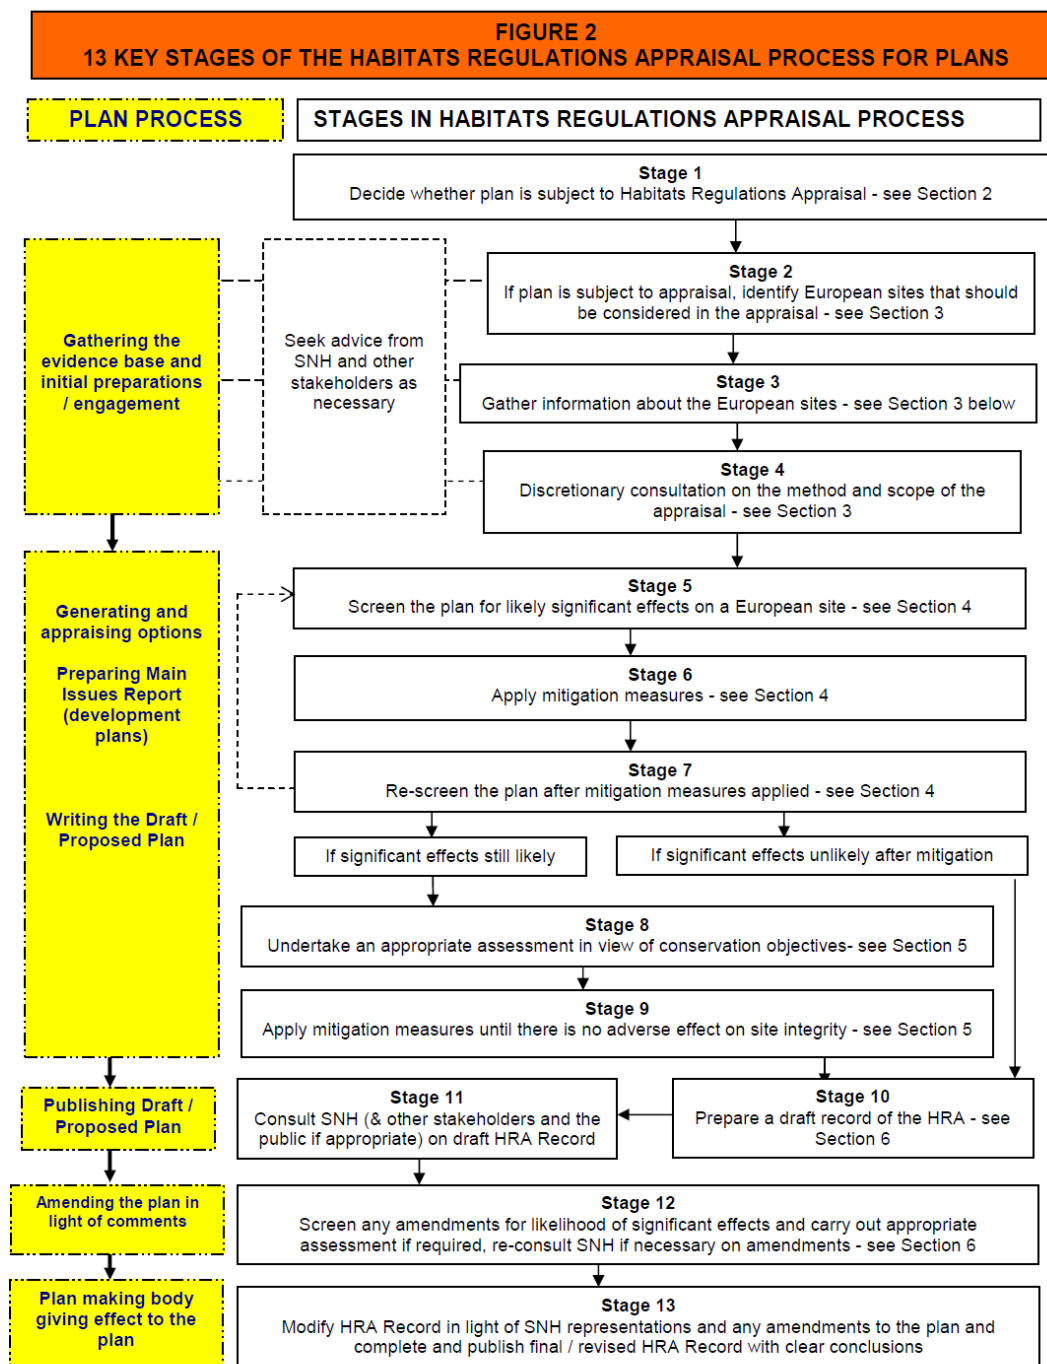 FIGURE 2
13 KEY STAGES OF THE HABITATS REGULATIONS APPRAISAL PROCESS FOR PLANS
PLAN PROCESS
STAGES IN HABITATS REGULATIONS APPRAISAL PROCESS
Stage 1
Decide whether plan is subject to Habitats Regulations Appraisal - see Section 2
Gathering the
evidence base and
initial preparations
/ engagement
Seek advice from
SNH and other
stakeholders as
necessary
Stage 2
If plan is subject to appraisal, identify European sites that should
be considered in the appraisal - see Section 3
Stage 3
Gather information about the European sites - see Section 3 below
Stage 4
Discretionary consultation on the method and scope of the
appraisal - see Section 3
Generating and
appraising options
Preparing Main
Issues Report
(development
plans)
Writing the Draft /
Proposed Plan
Stage 5
Screen the plan for likely significant effects on a European site - see Section 4
Stage 6
Apply mitigation measures - see Section 4
Stage 7
Re-screen the plan after mitigation measures applied - see Section 4
If significant effects still likely
If significant effects unlikely after mitigation
Stage 8
Undertake an appropriate assessment in view of conservation objectives- see Section 5
Stage 9
Apply mitigation measures until there is no adverse effect on site integrity - see Section 5
Publishing Draft /
Proposed Plan
Stage 11
Consult SNH (& other stakeholders and the
public if appropriate) on draft HRA Record
Stage 10
Prepare a draft record of the HRA - see
Section 6
Amending the plan in
light of comments
Stage 12
Screen any amendments for likelihood of significant effects and carry out appropriate
assessment if required, re-consult SNH if necessary on amendments - see Section 6
Plan making body
giving effect to the
plan
Stage 13
Modify HRA Record in light of SNH representations and any amendments to the plan and
complete and publish final / revised HRA Record with clear conclusions